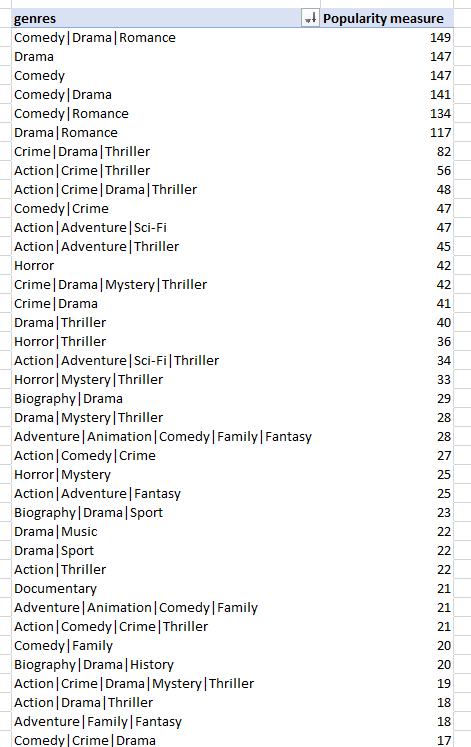 genres Popularity measure
Comedy|Drama|Romance 149
Drama 147
Comedy 147
Comedy|Drama 141
Comedy|Romance 134
Drama|Romance 117
Crime|Drama|Thriller 82
Action|Crime|Thriller 56
Action|Crime|Drama|Thriller 48
Comedy|Crime 47
Action|Adventure|Sci-Fi 47
Action|Adventure|Thriller 45
Horror 42
Crime|Drama|Mystery|Thriller 42
Crime|Drama 41
Drama|Thriller 40
Horror|Thriller 36
Action|Adventure|Sci-Fi|Thriller 34
Horror|Mystery|Thriller 33
Biography|Drama 29
Drama|Mystery|Thriller 28
Adventure|Animation|Comedy|Family|Fantasy 28
Action|Comedy|Crime 27
Horror|Mystery 25
Action|Adventure|Fantasy 25
Biography|Drama|Sport 23
Drama|Music 22
Drama|Sport 22
Action|Thriller 22
Documentary 21
Adventure|Animation|Comedy|Family 21
Action|Comedy|Crime|Thriller 21
Comedy|Family 20
Biography|Drama|History 20
Action|Crime|Drama|Mystery|Thriller 19
Action|Drama|Thriller 18
Adventure|Family|Fantasy 18
Comedy|Crime|Drama 17